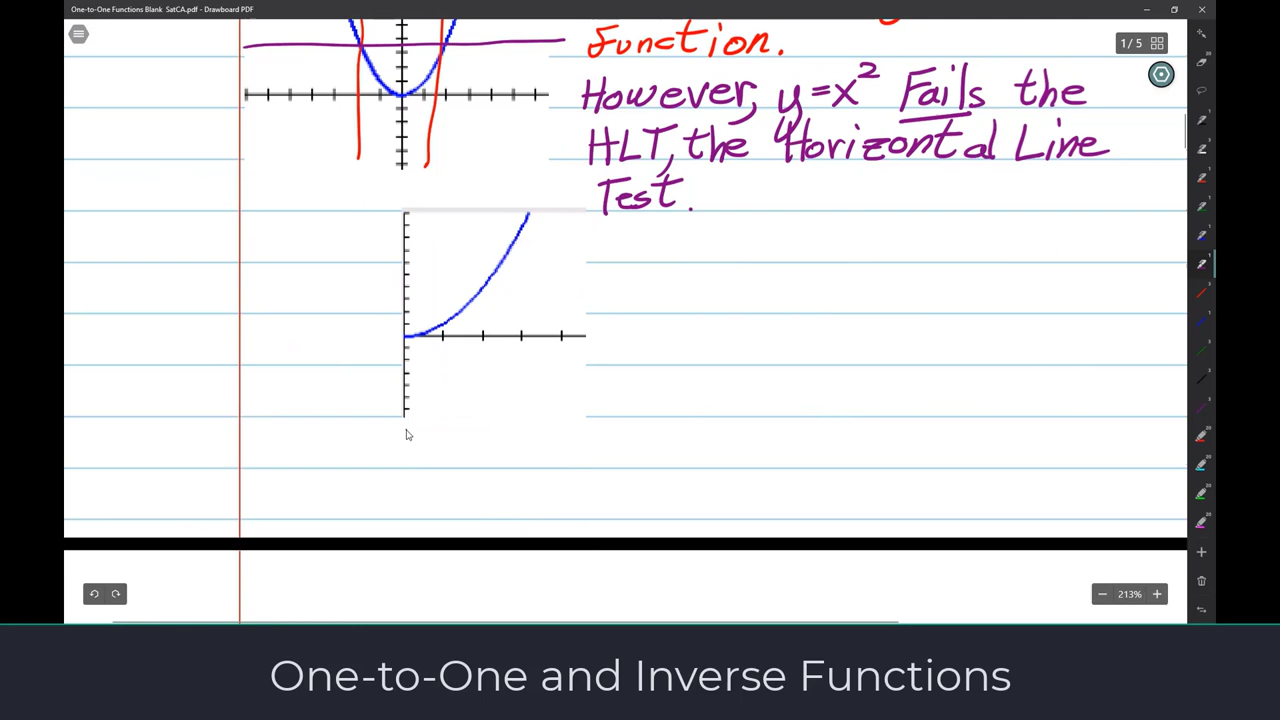 One-to-One Functions Blank SatCA.pdf - Drawboard PDF
Function.
1 / 5
However, y=x² Fails the
HLT, the Horizontal Line
Test.
213%
One-to-One and Inverse Functions